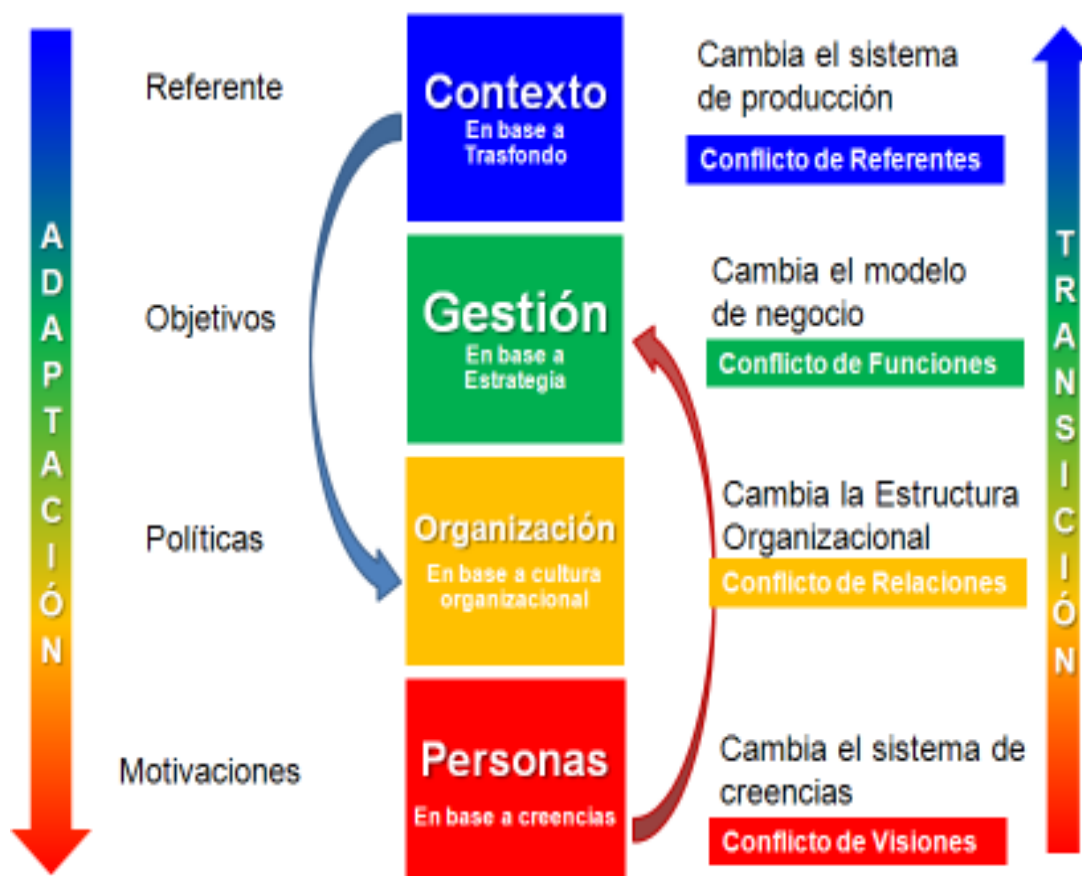 ADAPTACIÓN
Referente
Contexto
En base a
Trasfondo
Cambia el sistema
de producción
Conflicto de Referentes
Objetivos
Gestión
En base a
Estrategia
Cambia el modelo
de negocio
Conflicto de Funciones
Políticas
Organización
En base a cultura
organizacional
Cambia la Estructura
Organizacional
Conflicto de Relaciones
Motivaciones
Personas
En base a creencias
Cambia el sistema de
creencias
Conflicto de Visiones
TRANSICIÓN